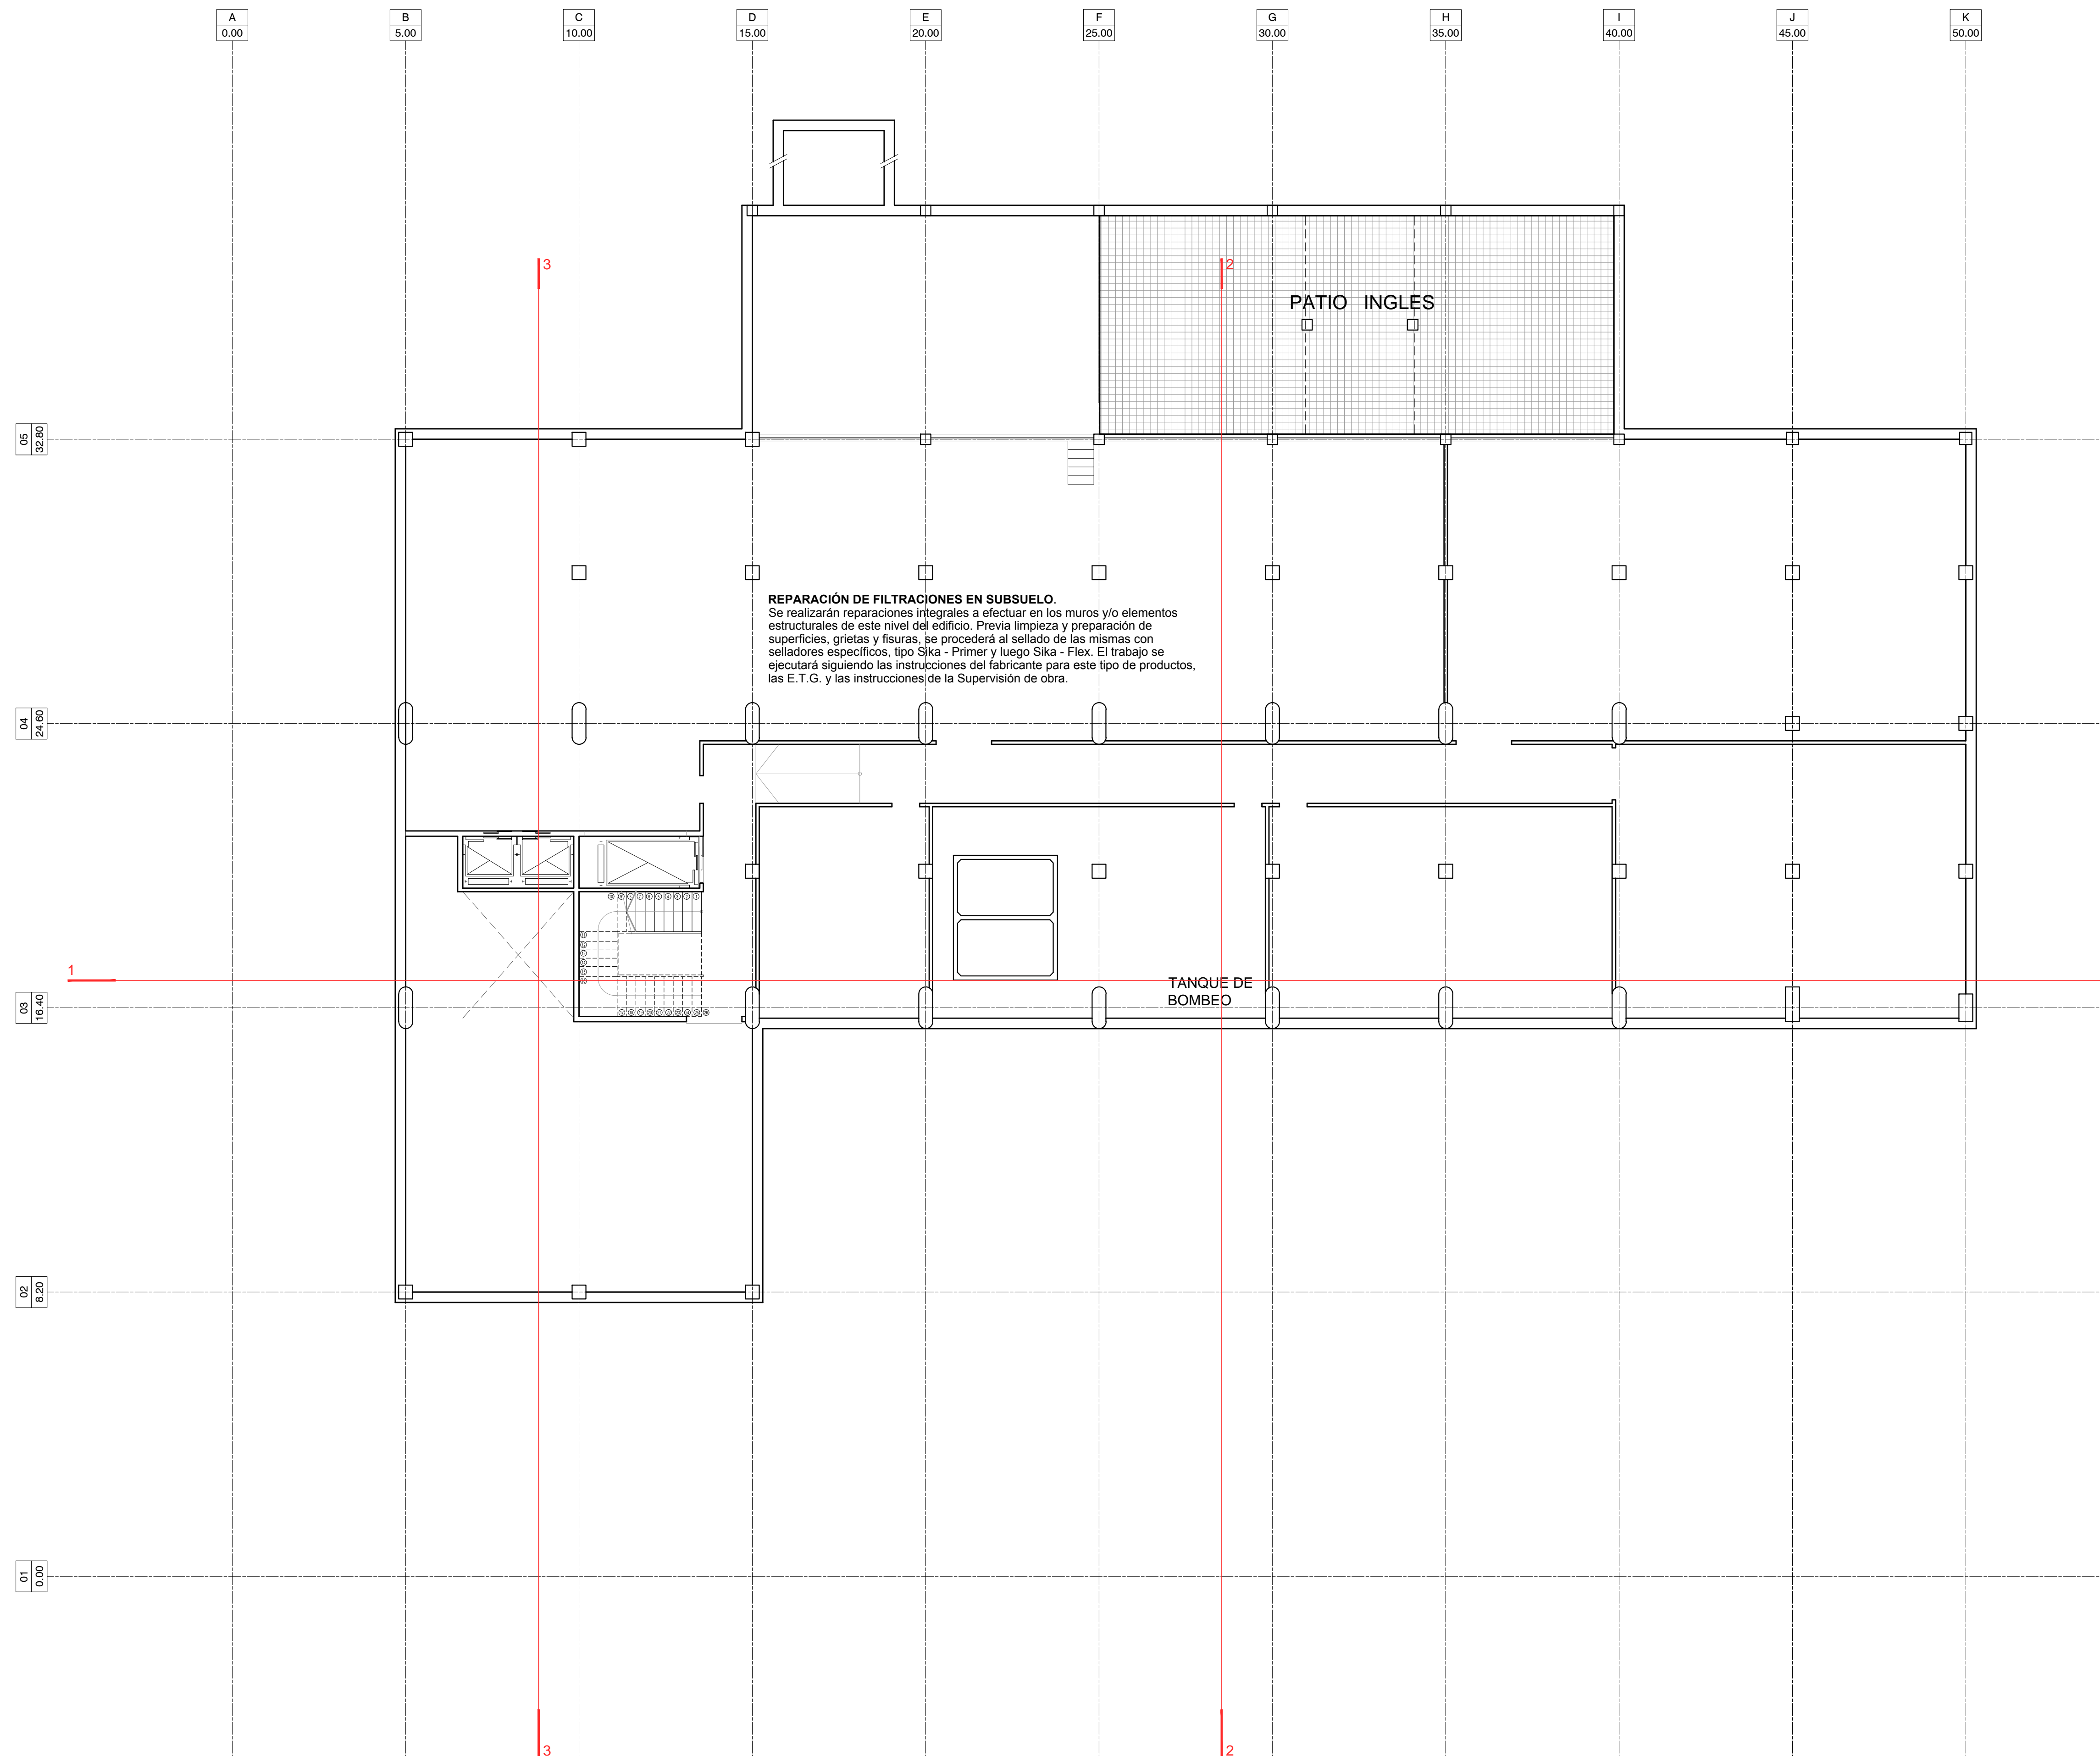 A B C D E F G H I J K
0.00 5.00 10.00 15.00 20.00 25.00 30.00 35.00 40.00 45.00 50.00
3
2
PATIO INGLES
05
32.80
REPARACIÓN DE FILTRACIONES EN SUBSUELO.
Se realizarán reparaciones integrales a efectuar en los muros y/o elementos
estructurales de este nivel del edificio. Previa limpieza y preparación de
superficies, grietas y fisuras, se procederá al sellado de las mismas con
selladores específicos, tipo Sika - Primer y luego Sika - Flex. El trabajo se
ejecutará siguiendo las instrucciones del fabricante para este tipo de productos,
las E.T.G. y las instrucciones de la Supervisión de obra.
04
24.60
1
TANQUE DE
BOMBEO
03
16.40
02
8.20
01
0.00
3
2